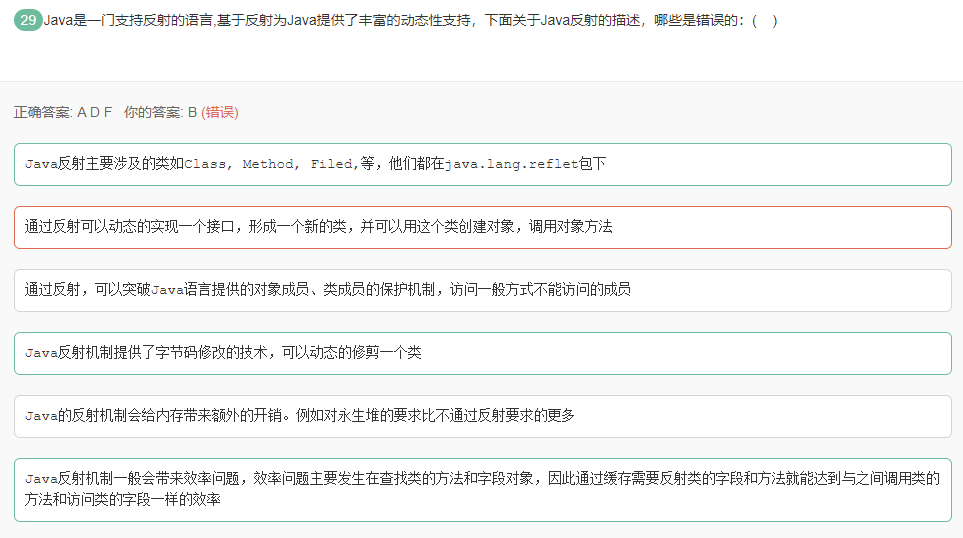 29 Java是一门支持反射的语言,基于反射为Java提供了丰富的动态性支持，下面关于Java反射的描述，哪些是错误的：(　)
正确答案: A D F 你的答案: B (错误)
Java反射主要涉及的类如Class, Method, Filed,等，他们都在java.lang.reflet包下
通过反射可以动态的实现一个接口，形成一个新的类，并可以用这个类创建对象，调用对象方法
通过反射，可以突破Java语言提供的对象成员、类成员的保护机制，访问一般方式不能访问的成员
Java反射机制提供了字节码修改的技术，可以动态的修剪一个类
Java的反射机制会给内存带来额外的开销。例如对永生堆的要求比不通过反射要求的更多
Java反射机制一般会带来效率问题，效率问题主要发生在查找类的方法和字段对象，因此通过缓存需要反射类的字段和方法就能达到与之间调用类的
方法和访问类的字段一样的效率